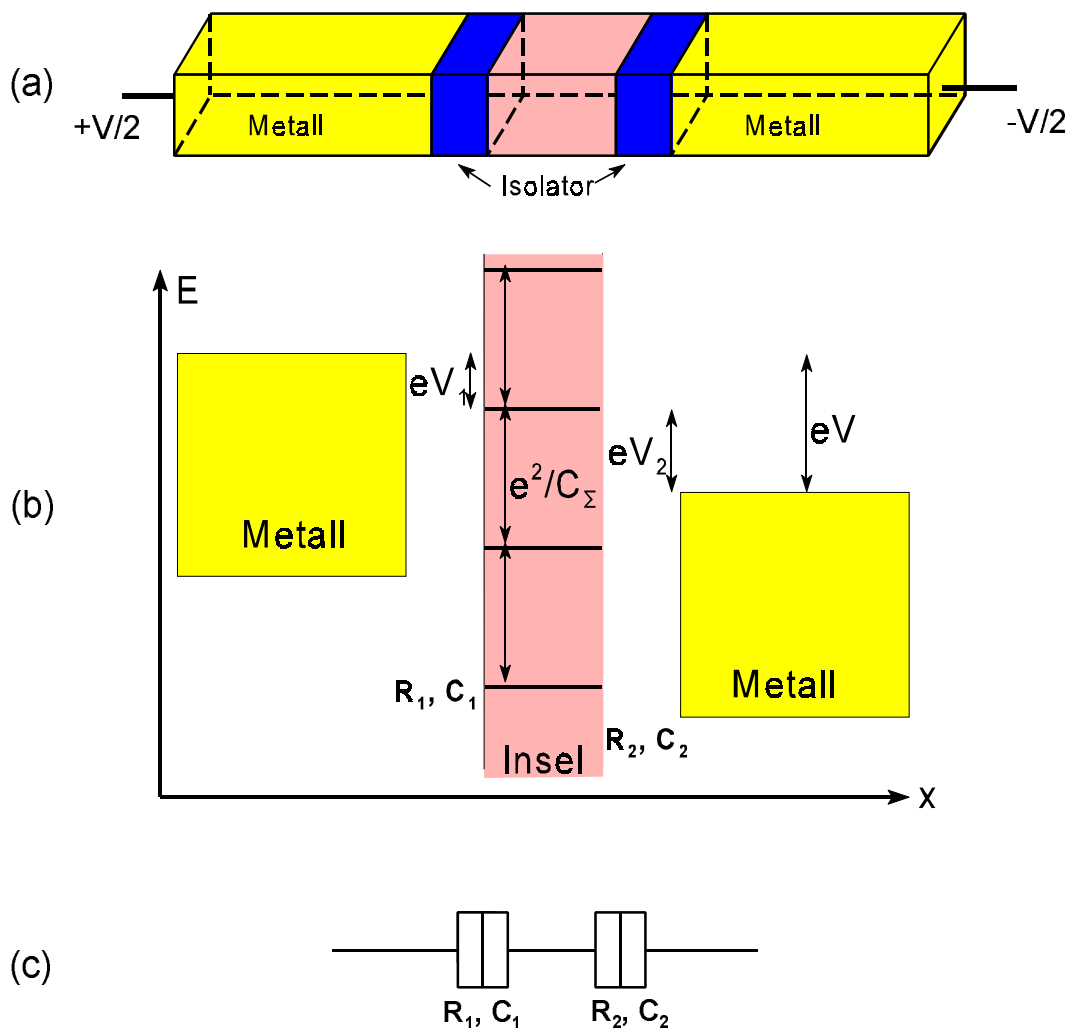 (a)
+V/2
Metall
Metall
-V/2
Isolator
(b)
E
eV₁
eV₂
eV
e²/C_Σ
Metall
Metall
R₁, C₁
R₂, C₂
Insel
x
(c)
R₁, C₁
R₂, C₂